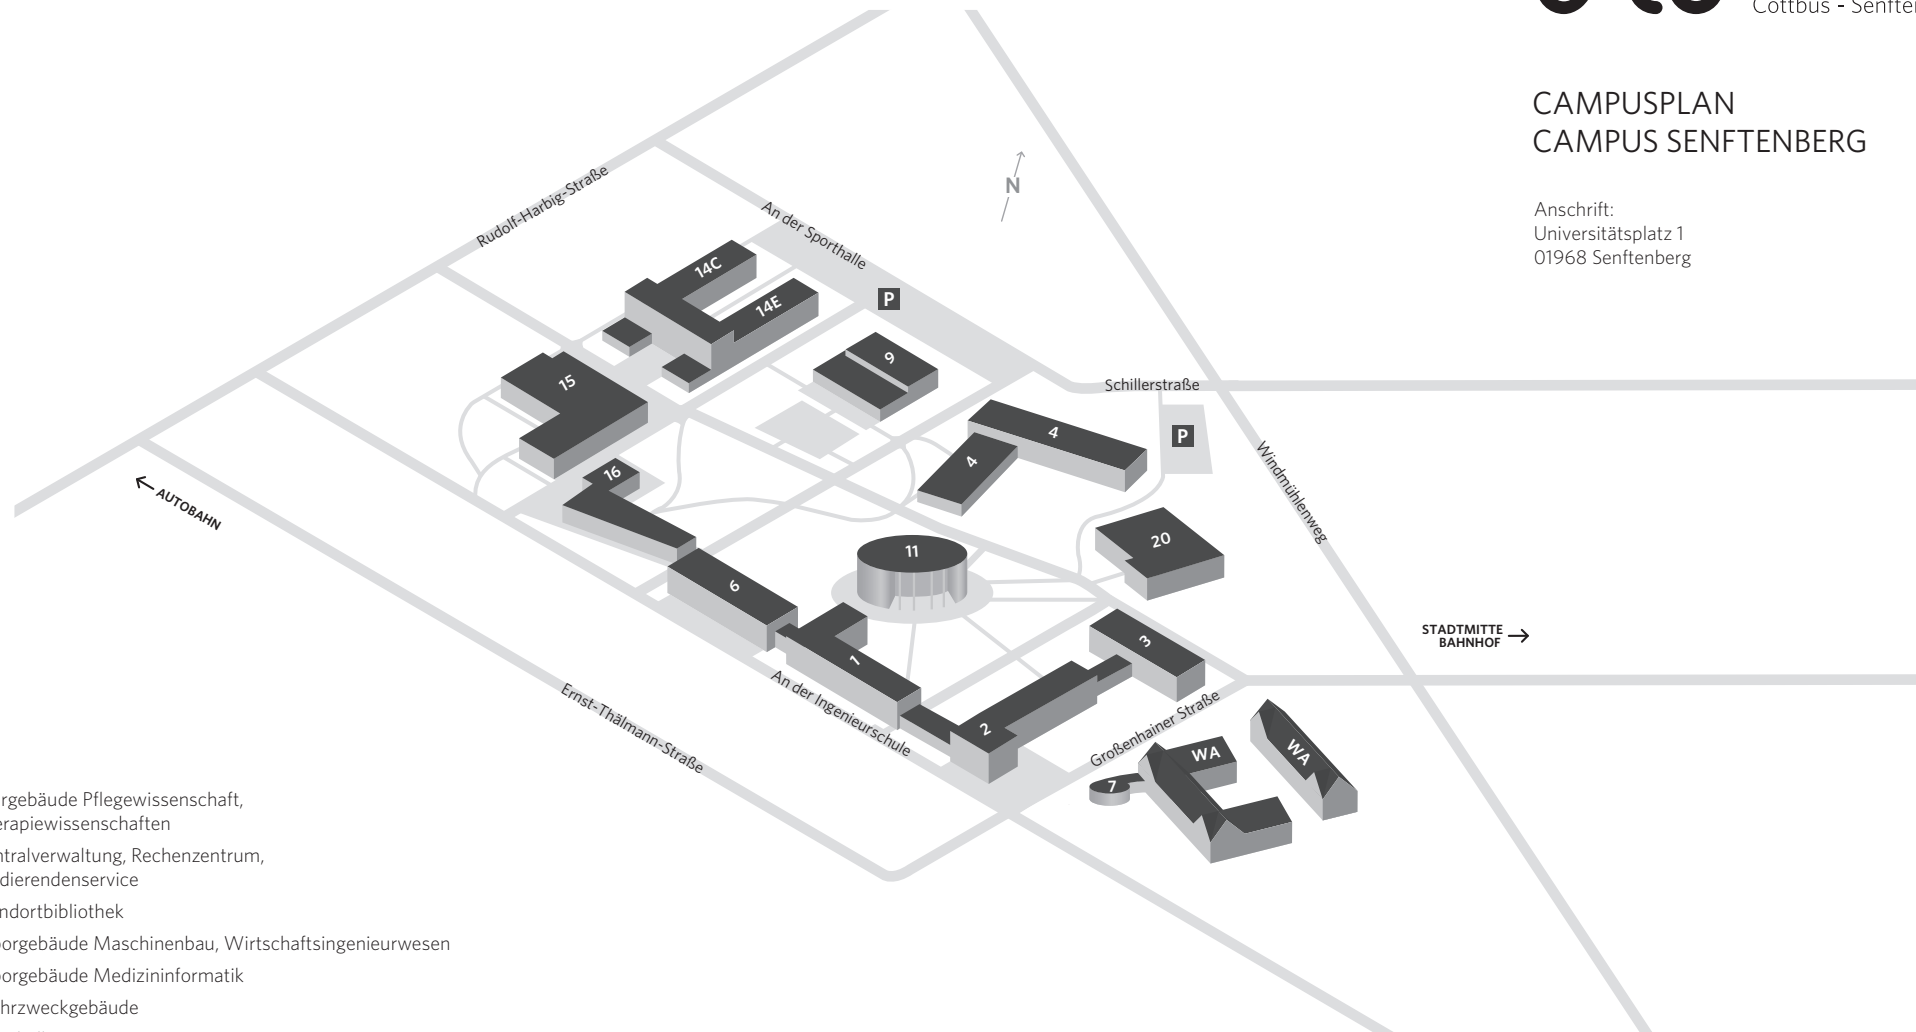 Cottbus - Senften
CAMPUSPLAN
CAMPUS SENFTENBERG
Anschrift:
Universitätsplatz 1
01968 Senftenberg
N
Rudolf-Harbig-Straße
An der Sporthalle
14C
14E
P
9
15
Schillerstraße
4
P
4
16
Windmühlenweg
AUTOBAHN
11
20
6
STADTMITTE
BAHNHOF
3
1
An der Ingenieurschule
Ernst-Thälmann-Straße
2
Großenhainer Straße
WA
WA
7
rgebäude Pflegewissenschaft,
erapiewissenschaften
ntralverwaltung, Rechenzentrum,
dierendenservice
ndortbibliothek
orgebäude Maschinenbau, Wirtschaftsingenieurwesen
orgebäude Medizininformatik
hrzweckgebäude